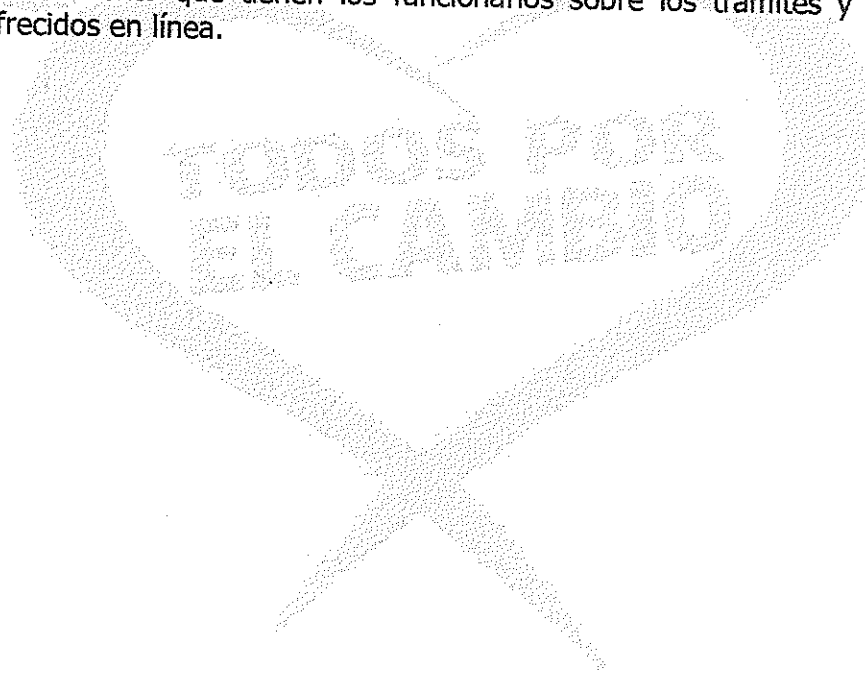 que tienen los funcionarios sobre los trámites y
frecidos en línea.
TODOS POR
EL CAMBIO